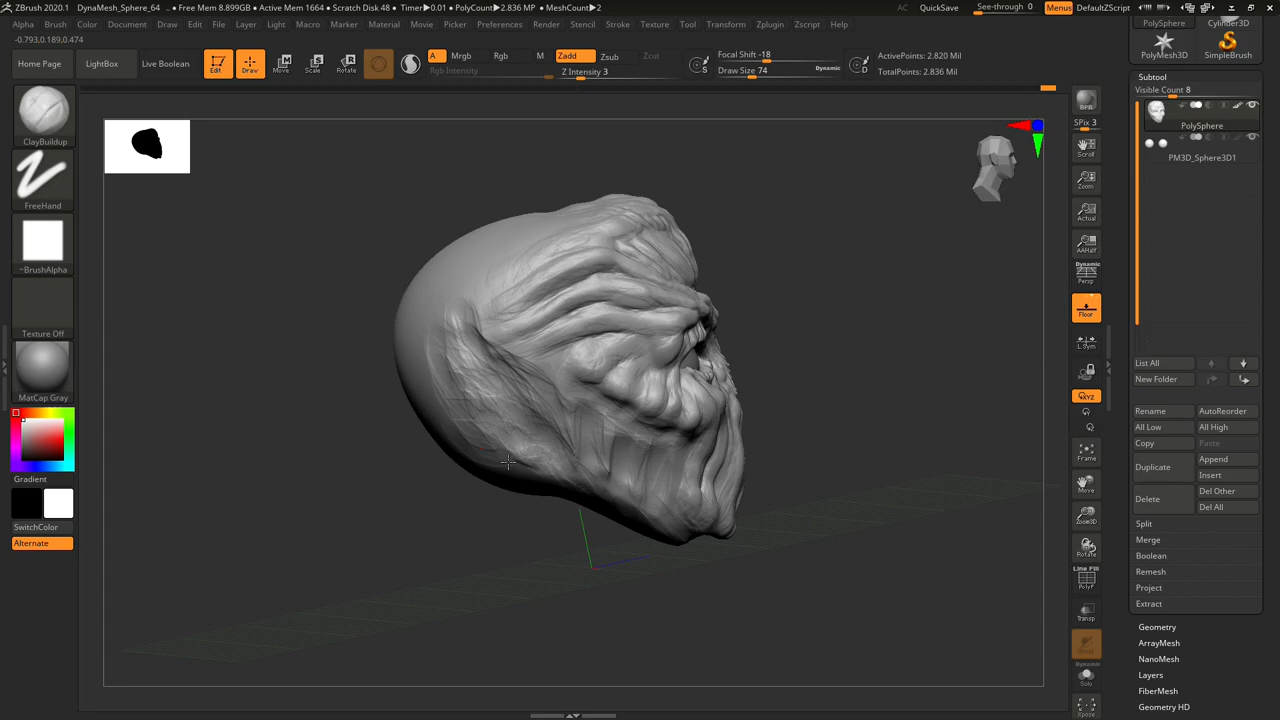 ZBrush 2020.1 DynaMesh_Sphere_64 .. • Free Mem 8.899GB • Active Mem 1664 • Scratch Disk 48 • Timer▶0.01 • PolyCount▶2.836 MP • MeshCount▶2 AC QuickSave See-through 0 Menus DefaultZScript
Alpha Brush Color Document Draw Edit File Layer Light Macro Marker Material Movie Picker Preferences Render Stencil Stroke Texture Tool Transform Zplugin Zscript Help
-0.793,0.189,0.474
Home Page LightBox Live Boolean Edit Draw Move Scale Rotate
A Mrgb Rgb M Zadd Zsub Zcut
Rgb Intensity Z Intensity 3
Focal Shift -18
Draw Size 74 Dynamic
S
D
ActivePoints: 2.820 Mil
TotalPoints: 2.836 Mil
ClayBuildup
FreeHand
~BrushAlpha
Texture Off
MatCap Gray
Gradient
SwitchColor
Alternate
BPR
SPix 3
Scroll
Zoom
Actual
AAHalf
Dynamic
Persp
Floor
L.Sym
XYZ
Frame
Move
Zoom3D
Rotate
Line Fill
PolyF
Transp
Dynamic
Solo
Xpose
PolySphere Cylinder3D
PolyMesh3D SimpleBrush
Subtool
Visible Count 8
PolySphere
PM3D_Sphere3D1
List All
New Folder
Rename AutoReorder
All Low All High
Copy Paste
Duplicate Append
Insert
Delete Del Other
Del All
Split
Merge
Boolean
Remesh
Project
Extract
Geometry
ArrayMesh
NanoMesh
Layers
FiberMesh
Geometry HD